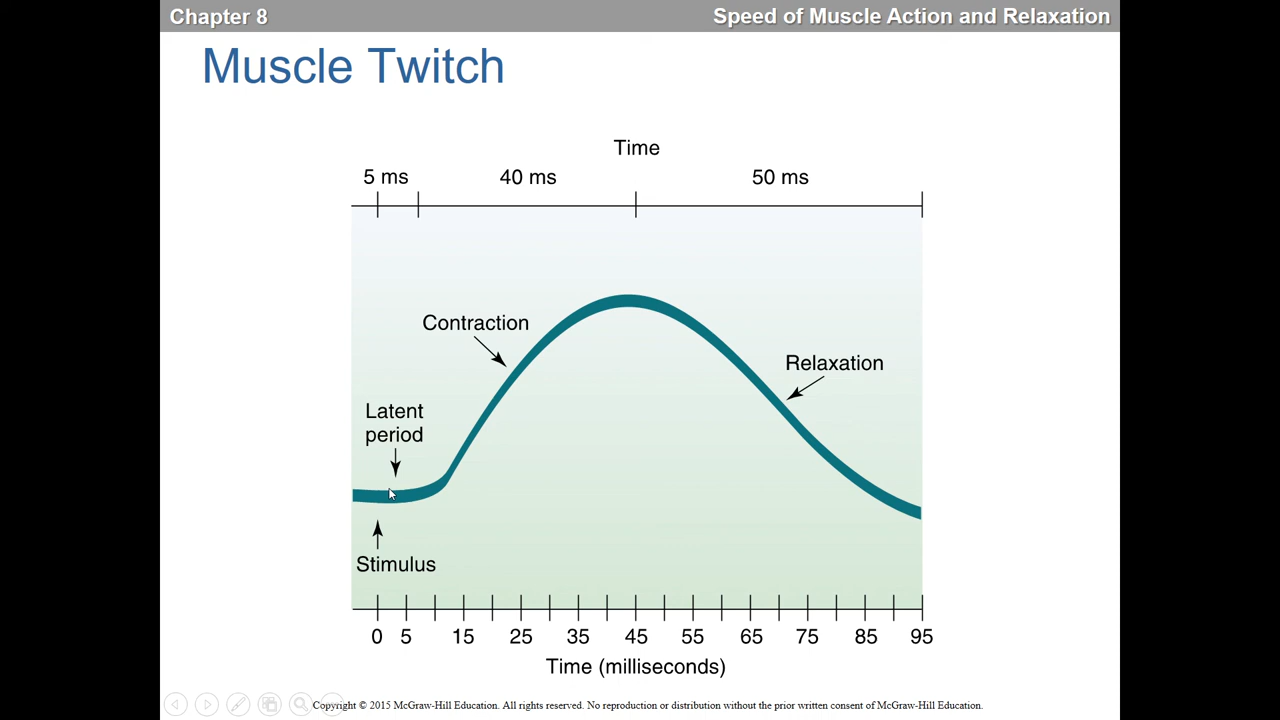 Chapter 8
Speed of Muscle Action and Relaxation
Muscle Twitch
Time
5 ms
40 ms
50 ms
Contraction
Relaxation
Latent
period
Stimulus
0 5 15 25 35 45 55 65 75 85 95
Time (milliseconds)
Copyright © 2015 McGraw-Hill Education. All rights reserved. No reproduction or distribution without the prior written consent of McGraw-Hill Education.